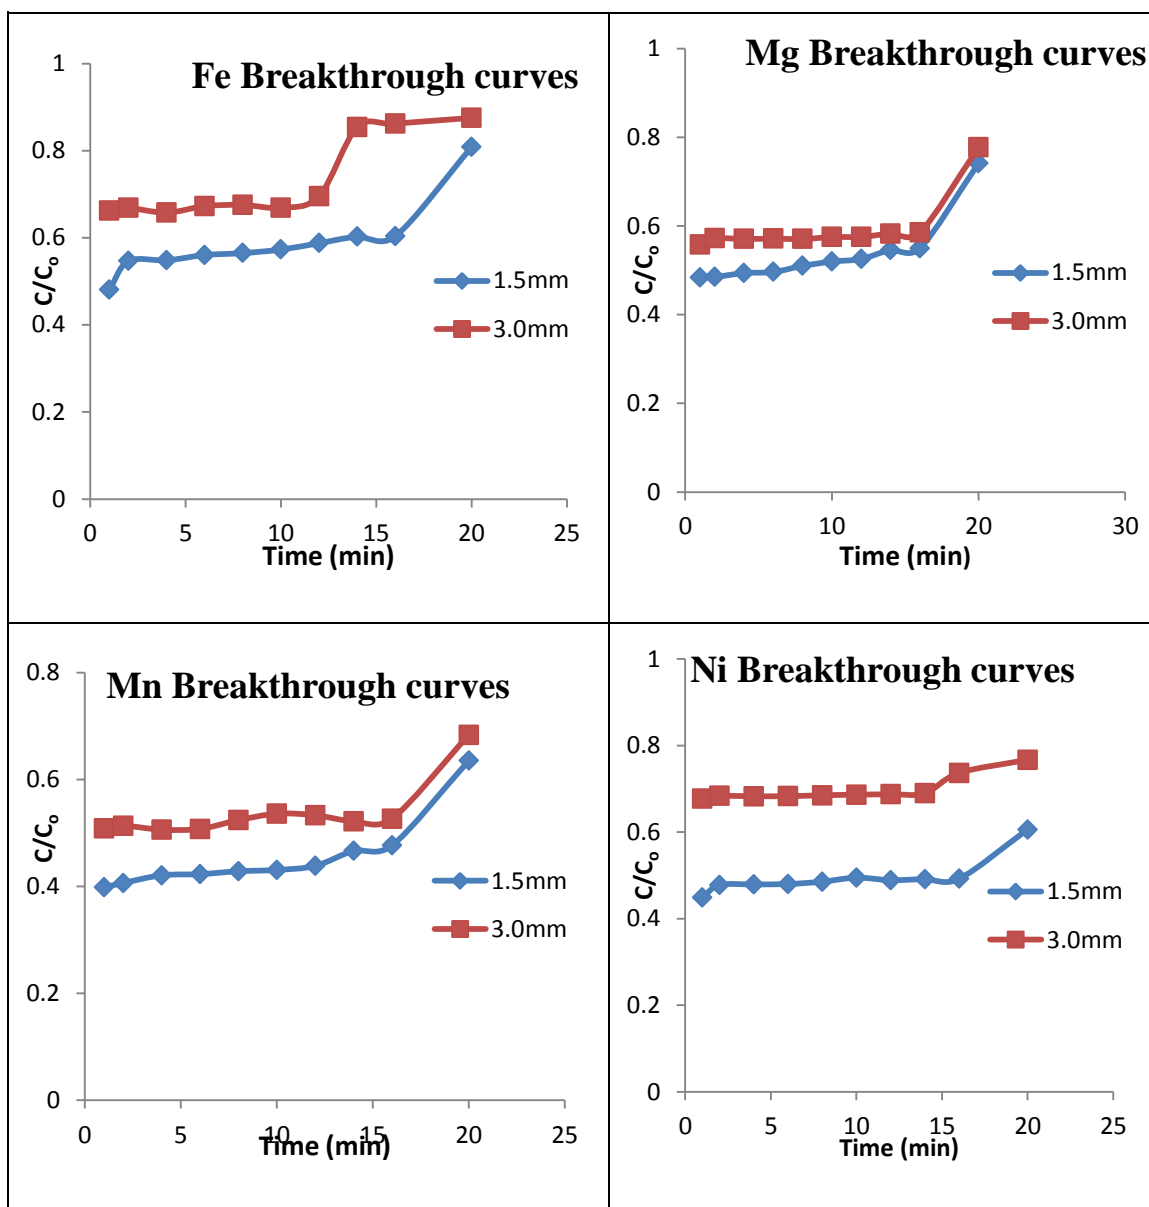 Fe Breakthrough curves
1
0.8
0.6
0.4
0.2
0
C/Co
0 5 10 15 20 25
Time (min)
1.5mm
3.0mm
Mg Breakthrough curves
1
0.8
0.6
0.4
0.2
0
C/Co
0 10 20 30
Time (min)
1.5mm
3.0mm
Mn Breakthrough curves
0.8
0.6
0.4
0.2
0
C/Co
0 5 10 15 20 25
Time (min)
1.5mm
3.0mm
Ni Breakthrough curves
1
0.8
0.6
0.4
0.2
0
C/Co
0 5 10 15 20 25
Time (min)
1.5mm
3.0mm